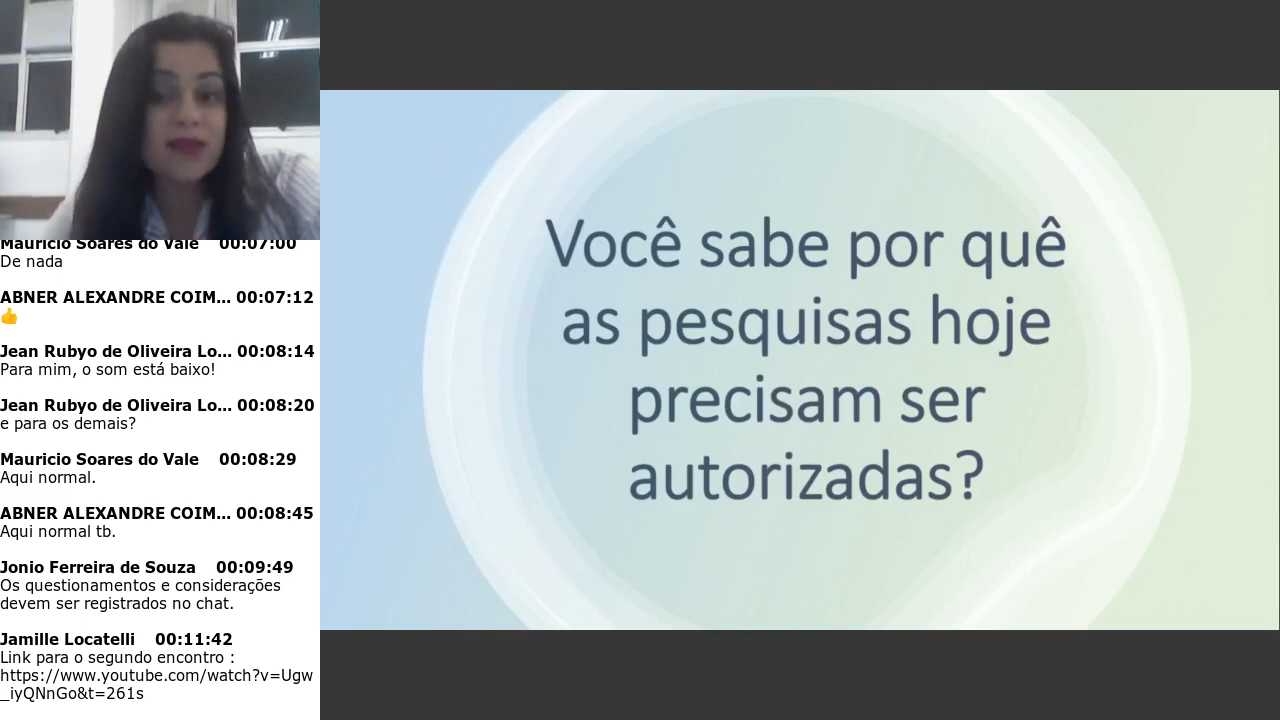 Mauricio Soares do Vale 00:07:00
De nada
ABNER ALEXANDRE COIM... 00:07:12
👍
Jean Rubyo de Oliveira Lo... 00:08:14
Para mim, o som está baixo!
Jean Rubyo de Oliveira Lo... 00:08:20
e para os demais?
Mauricio Soares do Vale 00:08:29
Aqui normal.
ABNER ALEXANDRE COIM... 00:08:45
Aqui normal tb.
Jonio Ferreira de Souza 00:09:49
Os questionamentos e considerações
devem ser registrados no chat.
Jamille Locatelli 00:11:42
Link para o segundo encontro :
https://www.youtube.com/watch?v=Ugw
_iyQNnGo&t=261s
Você sabe por quê
as pesquisas hoje
precisam ser
autorizadas?